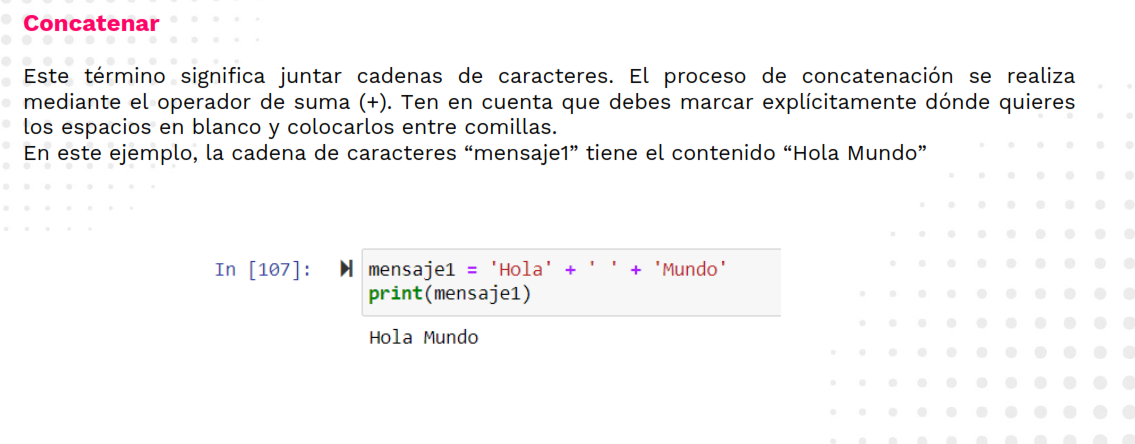 Concatenar
Este término significa juntar cadenas de caracteres. El proceso de concatenación se realiza
mediante el operador de suma (+). Ten en cuenta que debes marcar explícitamente dónde quieres
los espacios en blanco y colocarlos entre comillas.
En este ejemplo, la cadena de caracteres “mensaje1” tiene el contenido “Hola Mundo”
In [107]: mensaje1 = 'Hola' + ' ' + 'Mundo'
print(mensaje1)
Hola Mundo